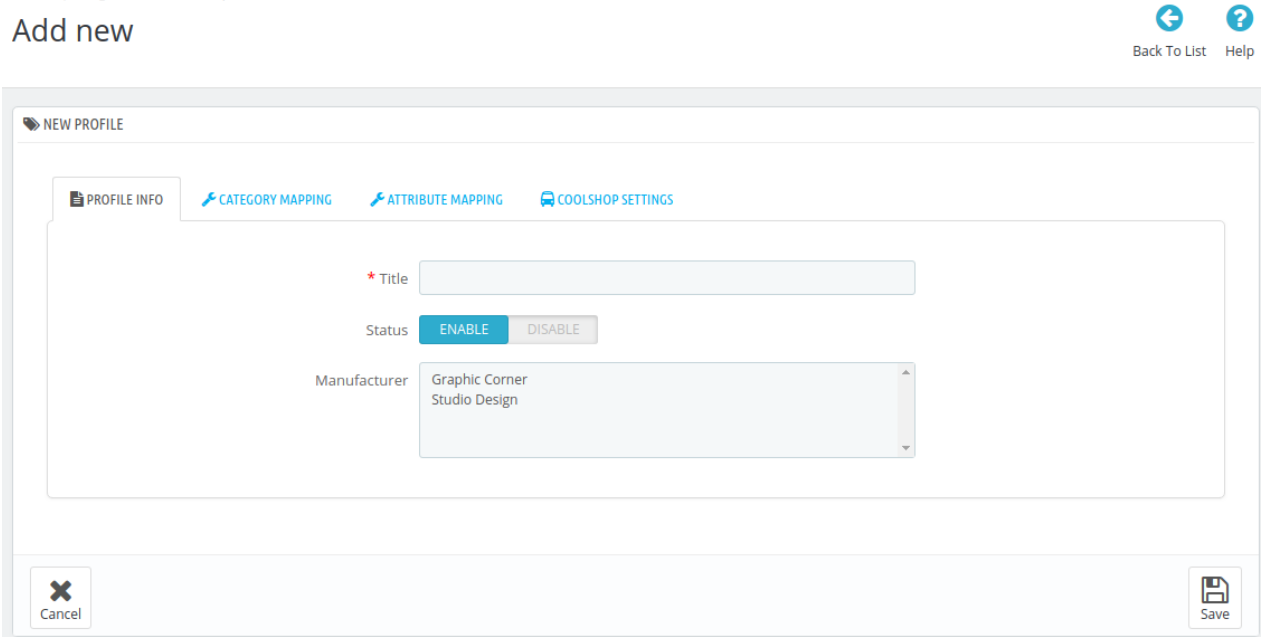 Add new
Back To List Help
NEW PROFILE
PROFILE INFO CATEGORY MAPPING ATTRIBUTE MAPPING COOLSHOP SETTINGS
* Title
Status ENABLE DISABLE
Manufacturer Graphic Corner
Studio Design
Cancel Save